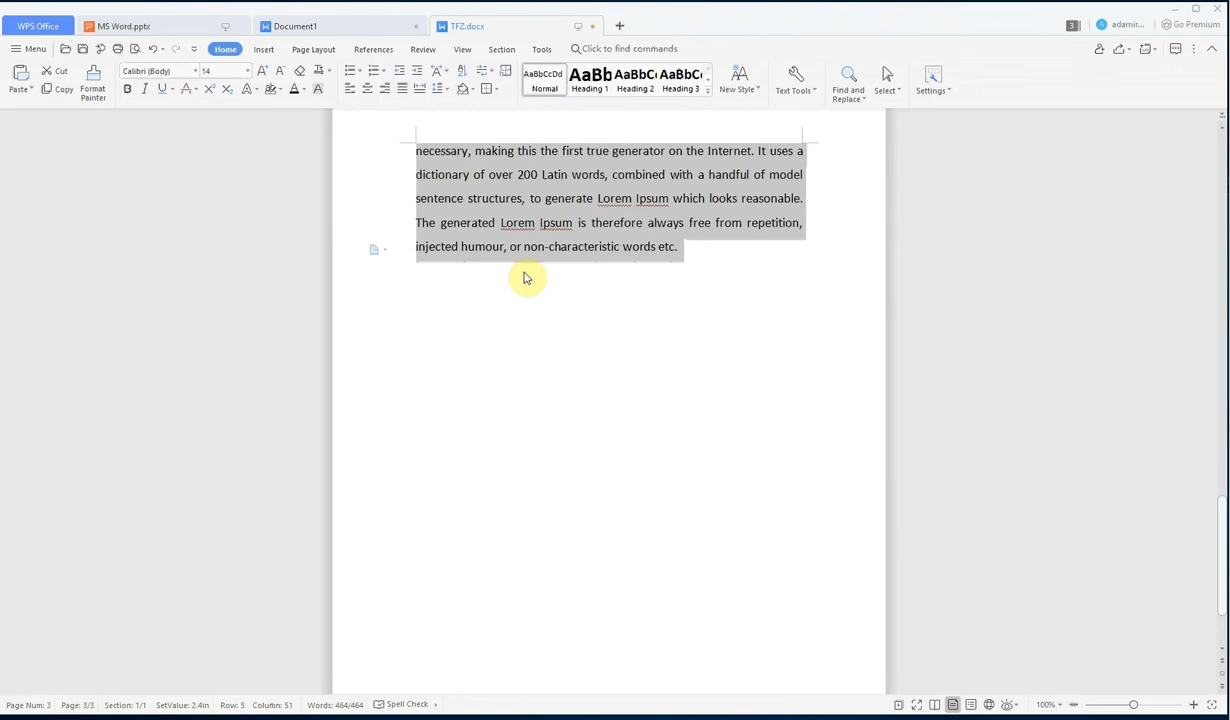 WPS Office MS Word.pptx Document1 TFZ.docx 3 adamir... Go Premium
Menu Home Insert Page Layout References Review View Section Tools Click to find commands
Paste Cut Copy Format Painter Calibri (Body) 14 AaBbCcDd Normal AaBb Heading 1 AaBbC Heading 2 AaBbC Heading 3 New Style Text Tools Find and Replace Select Settings
necessary, making this the first true generator on the Internet. It uses a
dictionary of over 200 Latin words, combined with a handful of model
sentence structures, to generate Lorem Ipsum which looks reasonable.
The generated Lorem Ipsum is therefore always free from repetition,
injected humour, or non-characteristic words etc.
Page Num: 3 Page: 3/3 Section: 1/1 SetValue: 2.4in Row: 5 Column: 51 Words: 464/464 Spell Check 100%